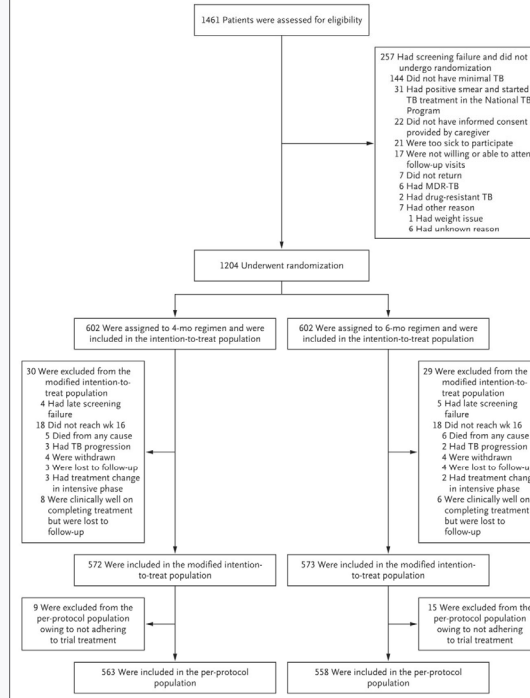 1461 Patients were assessed for eligibility
257 Had screening failure and did not
undergo randomization
144 Did not have minimal TB
31 Had positive smear and started
TB treatment in the National TB
Program
22 Did not have informed consent
provided by caregiver
21 Were too sick to participate
17 Were not willing or able to atten
follow-up visits
7 Did not return
6 Had MDR-TB
2 Had drug-resistant TB
7 Had other reason
1 Had weight issue
6 Had unknown reason
1204 Underwent randomization
602 Were assigned to 4-mo regimen and were
included in the intention-to-treat population
602 Were assigned to 6-mo regimen and were
included in the intention-to-treat population
30 Were excluded from the
modified intention-to-
treat population
4 Had late screening
failure
18 Did not reach wk 16
5 Died from any cause
3 Had TB progression
4 Were withdrawn
3 Were lost to follow-up
3 Had treatment change
in intensive phase
8 Were clinically well on
completing treatment
but were lost to
follow-up
29 Were excluded from the
modified intention-to-
treat population
5 Had late screening
failure
18 Did not reach wk 16
6 Died from any cause
2 Had TB progression
4 Were withdrawn
4 Were lost to follow-u
2 Had treatment chang
in intensive phase
6 Were clinically well on
completing treatment
but were lost to
follow-up
572 Were included in the modified intention-
to-treat population
573 Were included in the modified intention-
to-treat population
9 Were excluded from the
per-protocol population
owing to not adhering
to trial treatment
15 Were excluded from the
per-protocol population
owing to not adhering
to trial treatment
563 Were included in the per-protocol
population
558 Were included in the per-protocol
population